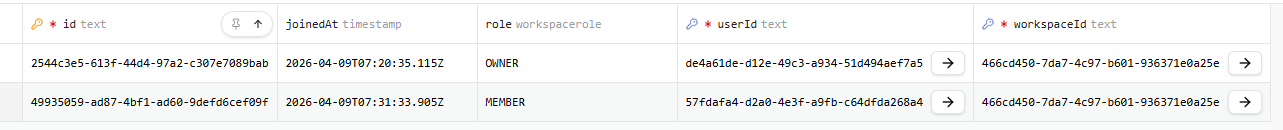 * id text joinedAt timestamp role workspacerole * userId text * workspaceId text
2544c3e5-613f-44d4-97a2-c307e7089bab 2026-04-09T07:20:35.115Z OWNER de4a61de-d12e-49c3-a934-51d494aef7a5 466cd450-7da7-4c97-b601-936371e0a25e
49935059-ad87-4bf1-ad60-9defd6cef09f 2026-04-09T07:31:33.905Z MEMBER 57fdafa4-d2a0-4e3f-a9fb-c64dfda268a4 466cd450-7da7-4c97-b601-936371e0a25e